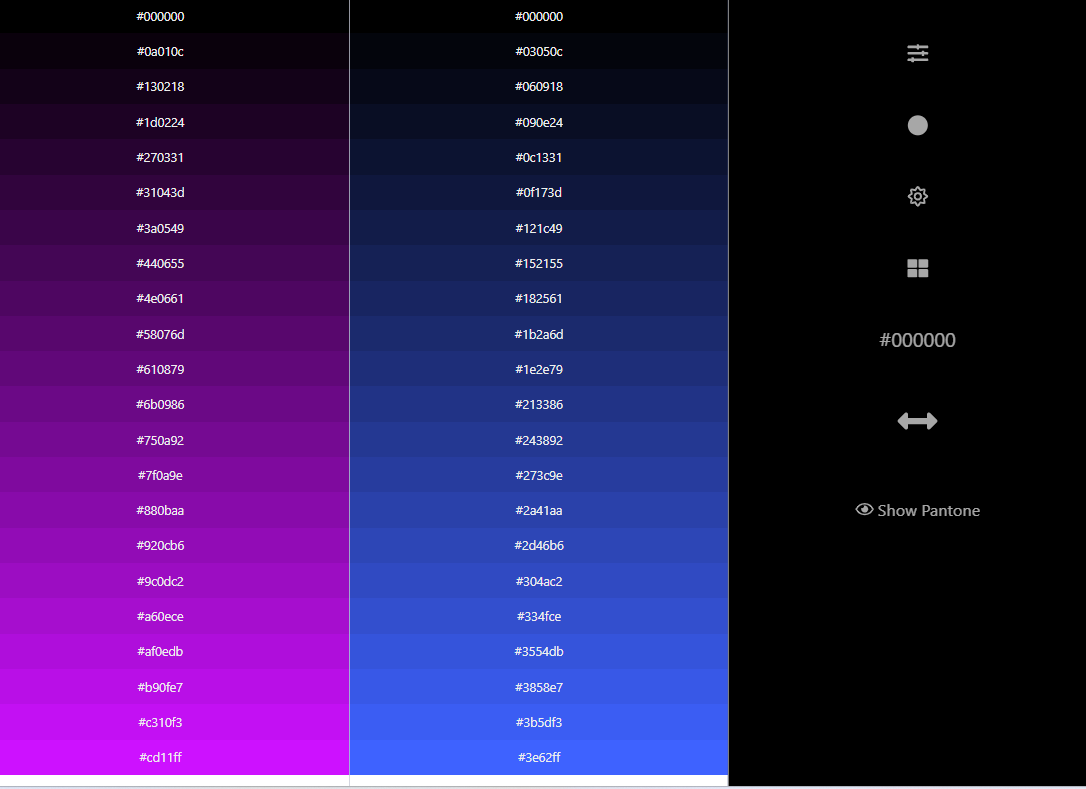 #000000
#0a010c
#130218
#1d0224
#270331
#31043d
#3a0549
#440655
#4e0661
#58076d
#610879
#6b0986
#750a92
#7f0a9e
#880baa
#920cb6
#9c0dc2
#a60ece
#af0edb
#b90fe7
#c310f3
#cd11ff
#000000
#03050c
#060918
#090e24
#0c1331
#0f173d
#121c49
#152155
#182561
#1b2a6d
#1e2e79
#213386
#243892
#273c9e
#2a41aa
#2d46b6
#304ac2
#334fce
#3554db
#3858e7
#3b5df3
#3e62ff
#000000
Show Pantone